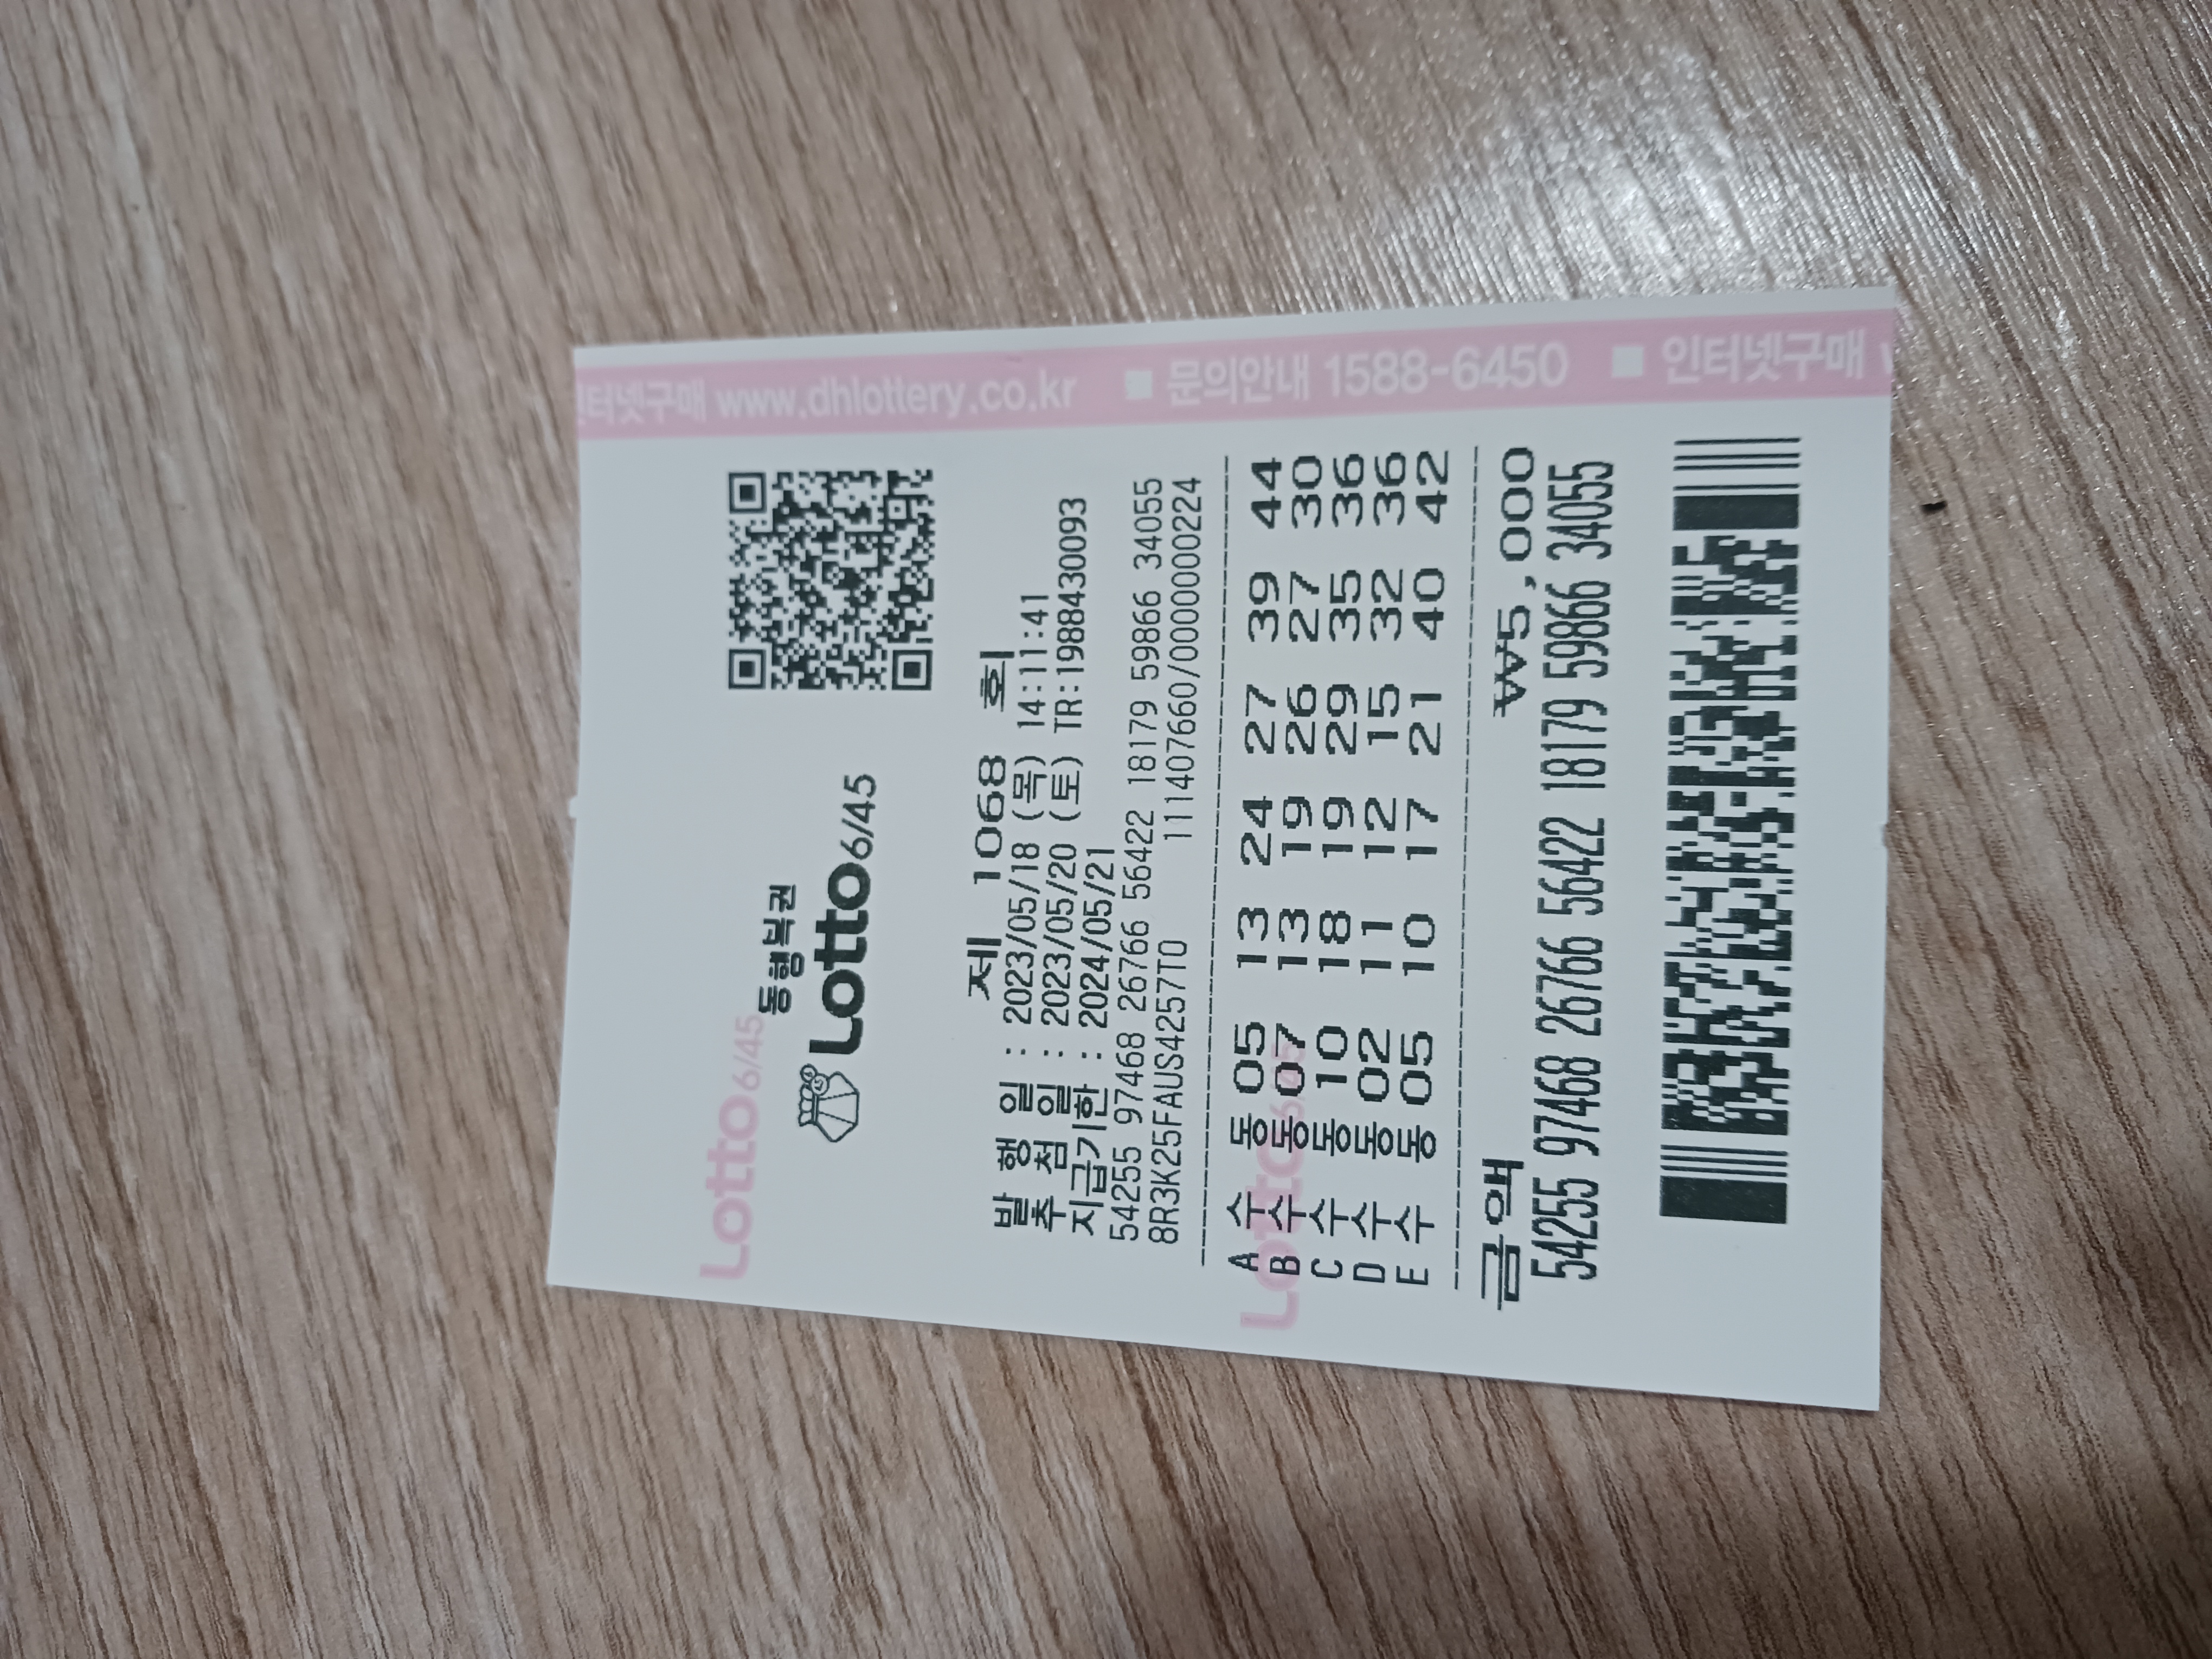 Lotto6/45
동행복권
Lotto6/45
제 1068 회
발 행 일 : 2023/05/18 (목) 14:11:41
추 첨 일 : 2023/05/20 (토) TR:19884430093
지급기한 : 2024/05/21
54255 97468 26766 56422 18179 59866 34055
8R3K25FAUS4257TO 111407660/0000000224
Lotto6/45
A 수 동 05 13 24 27 39 44
B 수 동 07 13 19 26 27 30
C 수 동 10 18 19 29 35 36
D 수 동 02 11 12 15 32 36
E 수 동 05 10 17 21 40 42
금액 ₩5,000
54255 97468 26766 56422 18179 59866 34055
인터넷구매 www.dhlottery.co.kr ■ 문의안내 1588-6450 ■ 인터넷구매